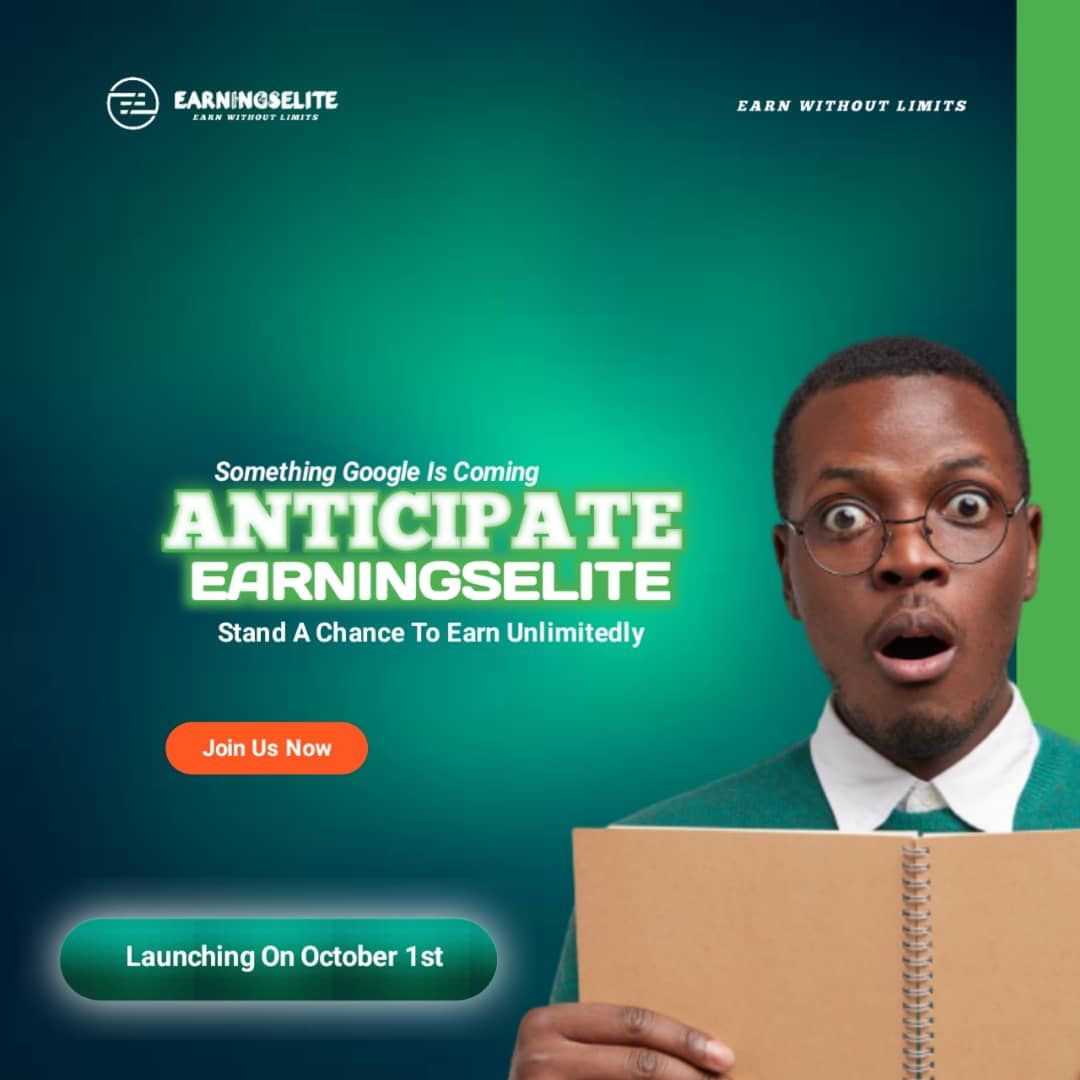 EARNINGSELITE
EARN WITHOUT LIMITS
EARN WITHOUT LIMITS
Something Google Is Coming
ANTICIPATE
EARNINGSELITE
Stand A Chance To Earn Unlimitedly
Join Us Now
Launching On October 1st